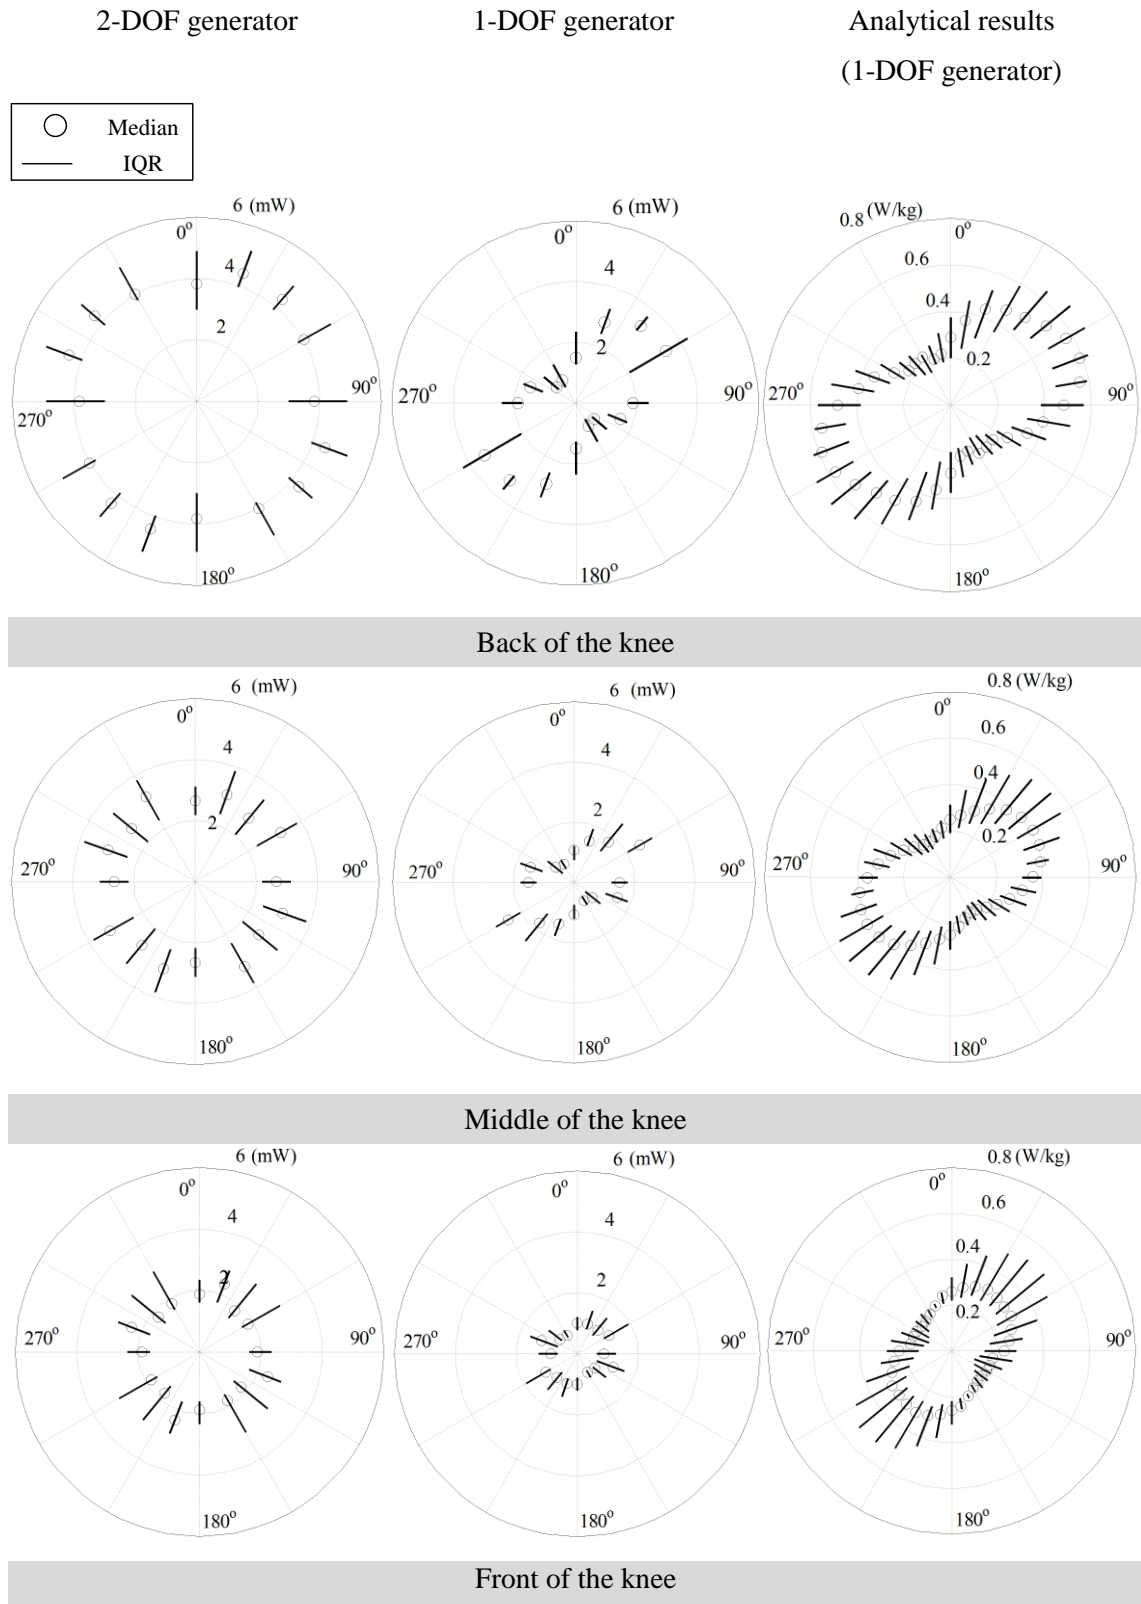 2-DOF generator 1-DOF generator Analytical results
(1-DOF generator)
Median
IQR
6 (mW) 6 (mW) 0.8 (W/kg)
0° 0° 0°
4 4 0.6
0.4
2 2 0.2
90° 90° 90°
270° 270° 270°
180° 180° 180°
Back of the knee
6 (mW) 6 (mW) 0.8 (W/kg)
0° 0° 0°
4 4 0.6
0.4
2 2 0.2
270° 90° 270° 90° 270° 90°
180° 180° 180°
Middle of the knee
6 (mW) 6 (mW) 0.8 (W/kg)
0° 0° 0°
4 4 0.6
0.4
2 2 0.2
270° 90° 270° 90° 270° 90°
180° 180° 180°
Front of the knee